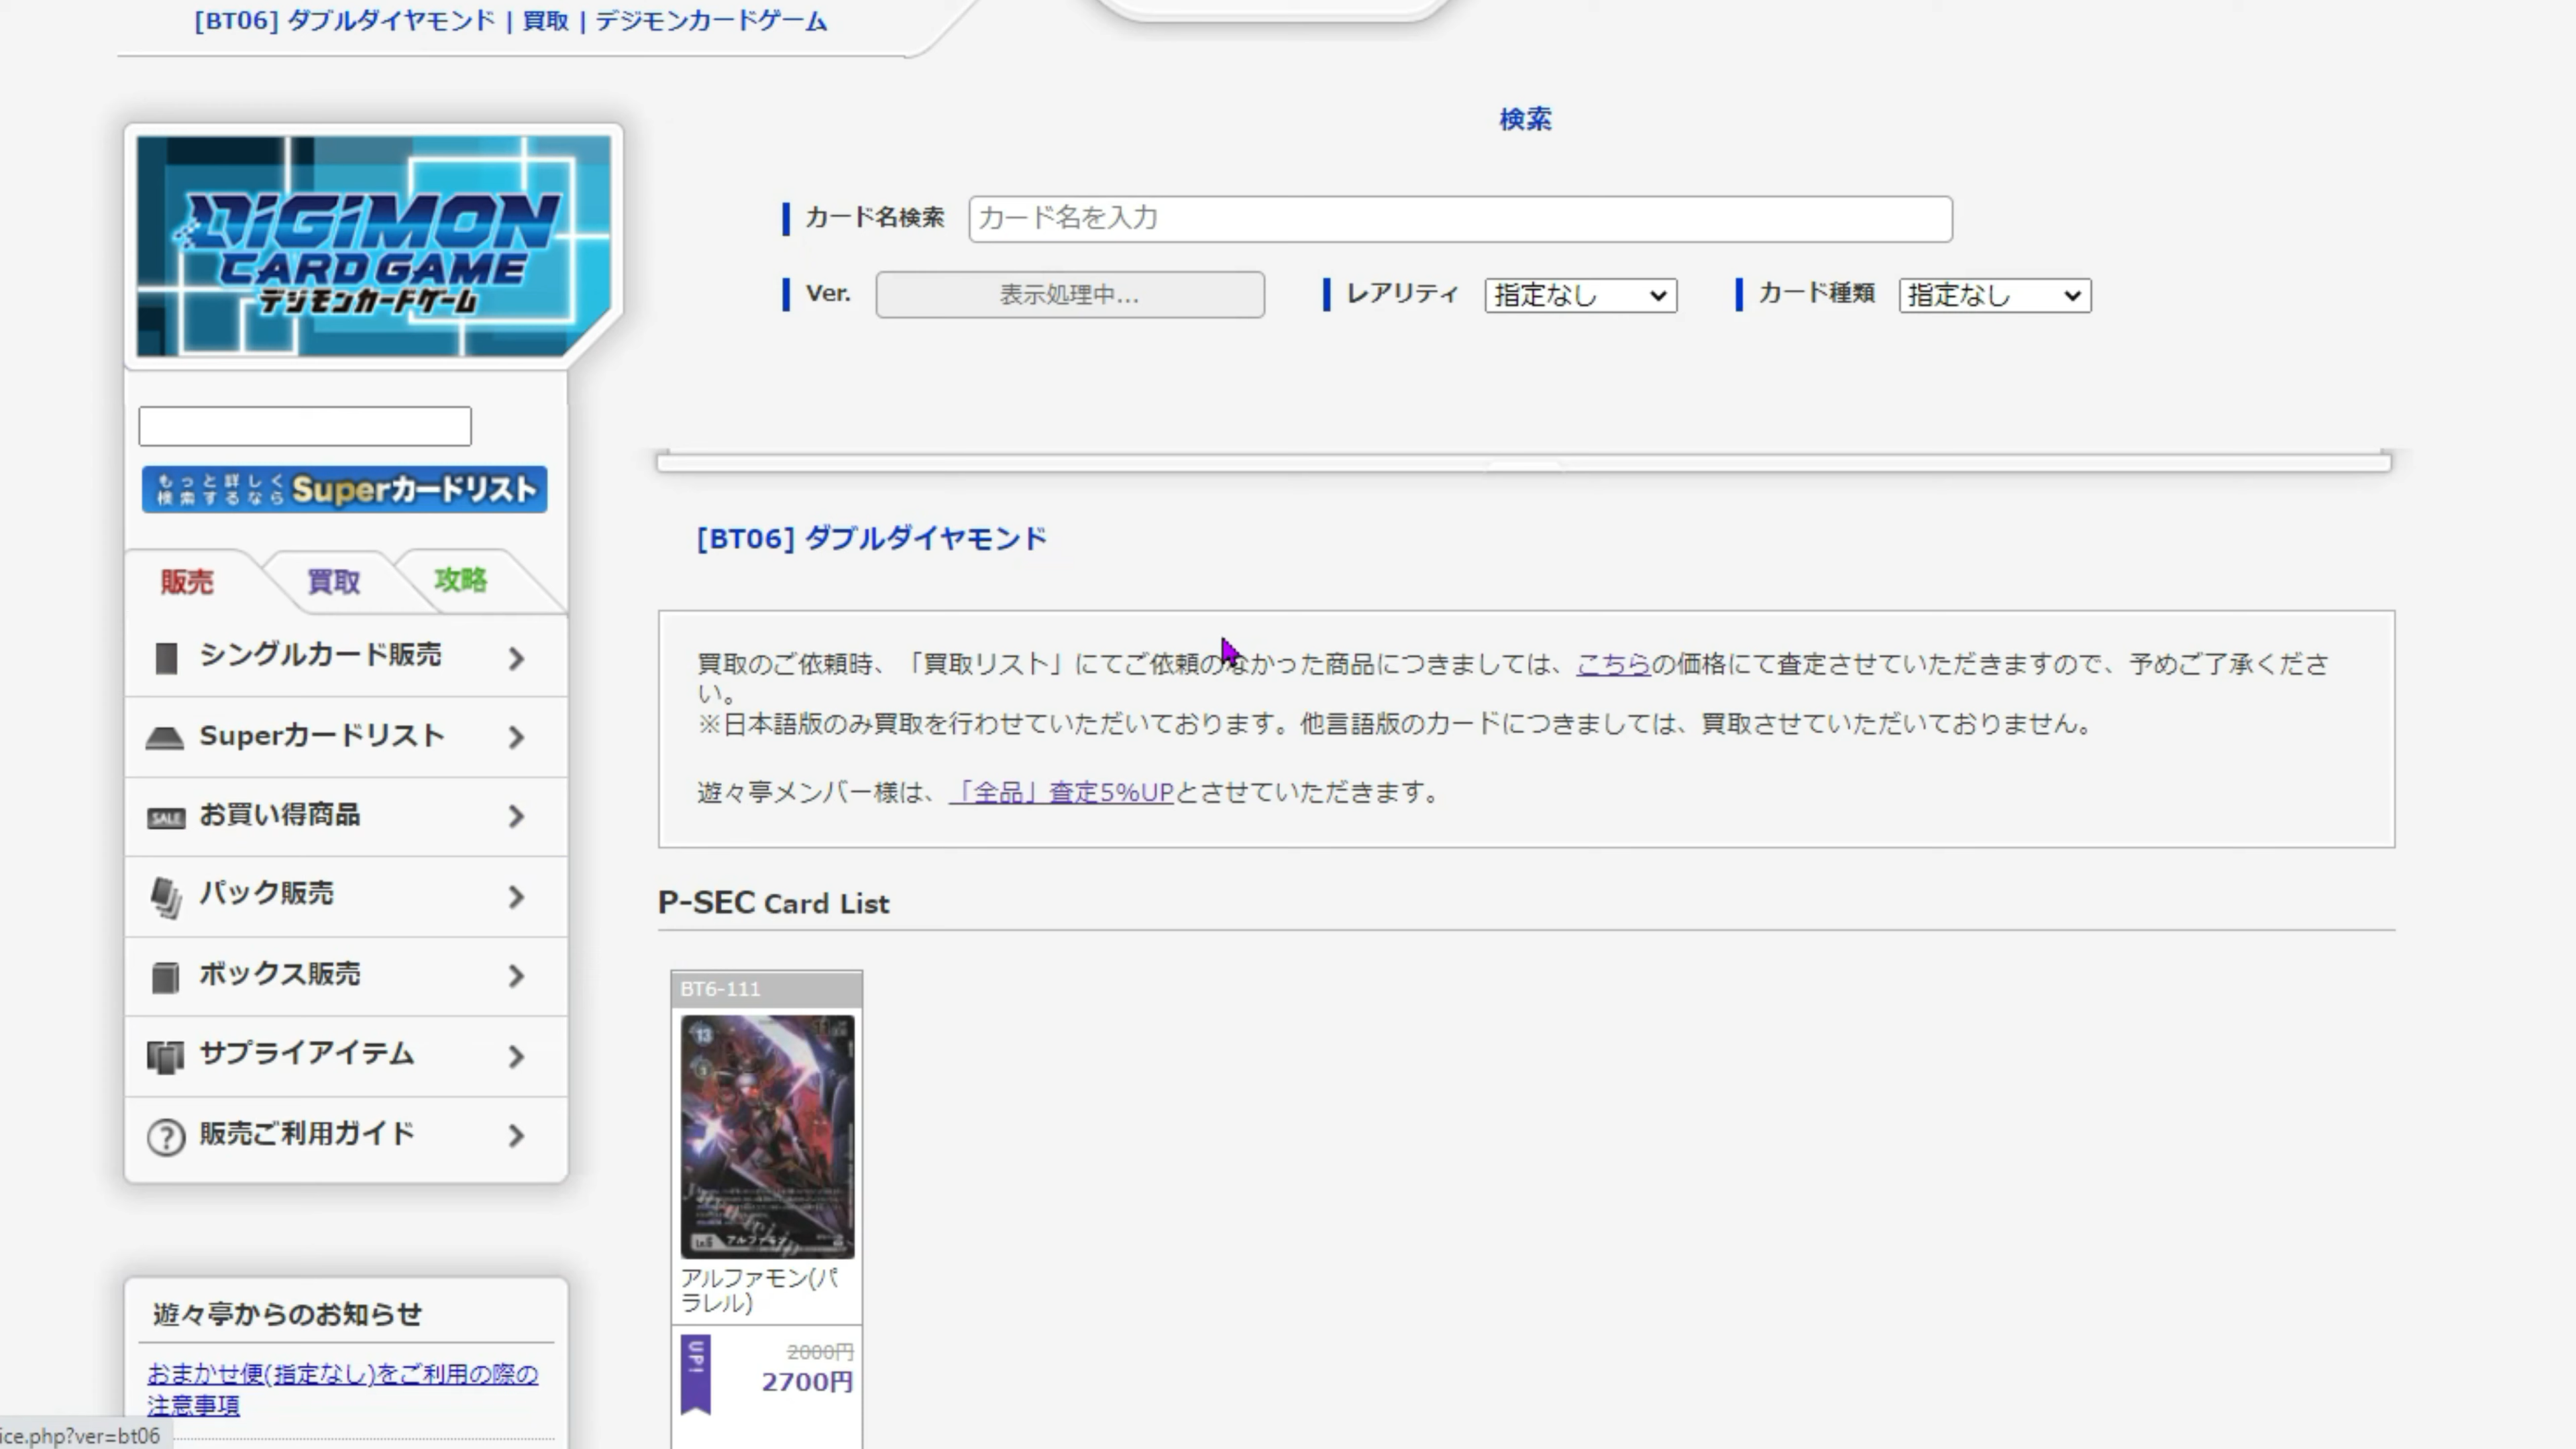 [BT06] ダブルダイヤモンド | 買取 | デジモンカードゲーム
検索
カード名検索 カード名を入力
Ver. 表示処理中... レアリティ 指定なし カード種類 指定なし
DIGIMON
CARD GAME
デジモンカードゲーム
もっと詳しく
検索するなら
Superカードリスト
販売 買取 攻略
シングルカード販売
Superカードリスト
SALE お買い得商品
パック販売
ボックス販売
サプライアイテム
? 販売ご利用ガイド
遊々亭からのお知らせ
おまかせ便(指定なし)をご利用の際の
注意事項
ice.php?ver=bt06
[BT06] ダブルダイヤモンド
買取のご依頼時、「買取リスト」にてご依頼のなかった商品につきましては、こちらの価格にて査定させていただきますので、予めご了承くださ
い。
※日本語版のみ買取を行わせていただいております。他言語版のカードにつきましては、買取させていただいておりません。
遊々亭メンバー様は、「全品」査定5%UPとさせていただきます。
P-SEC Card List
BT6-111
13
アルファモン
アルファモン(パ
ラレル)
UP!
2000円
2700円